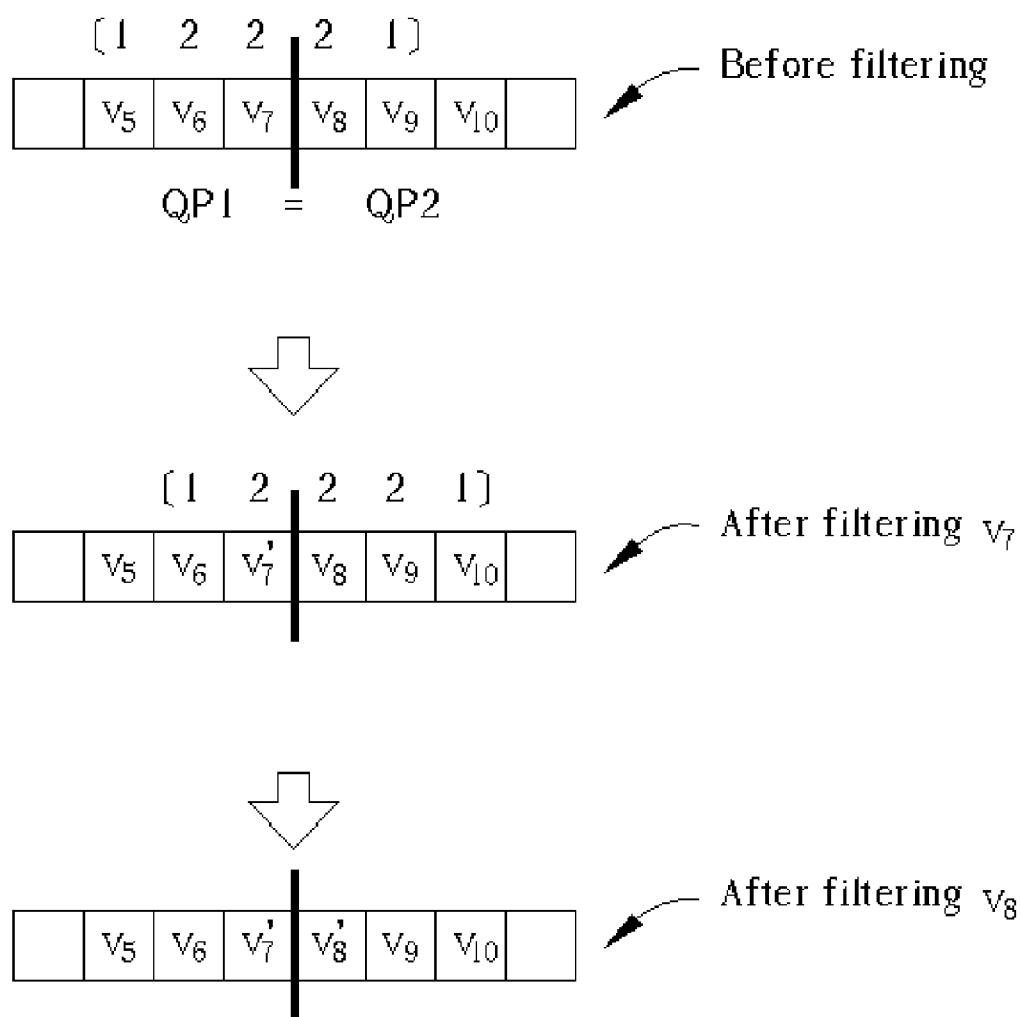 [1 2 2 2 1]
Before filtering
V5 V6 V7 V8 V9 V10
QP1 = QP2
[1 2 2 2 1]
After filtering V7
V5 V6 V7' V8 V9 V10
After filtering V8
V5 V6 V7' V8' V9 V10